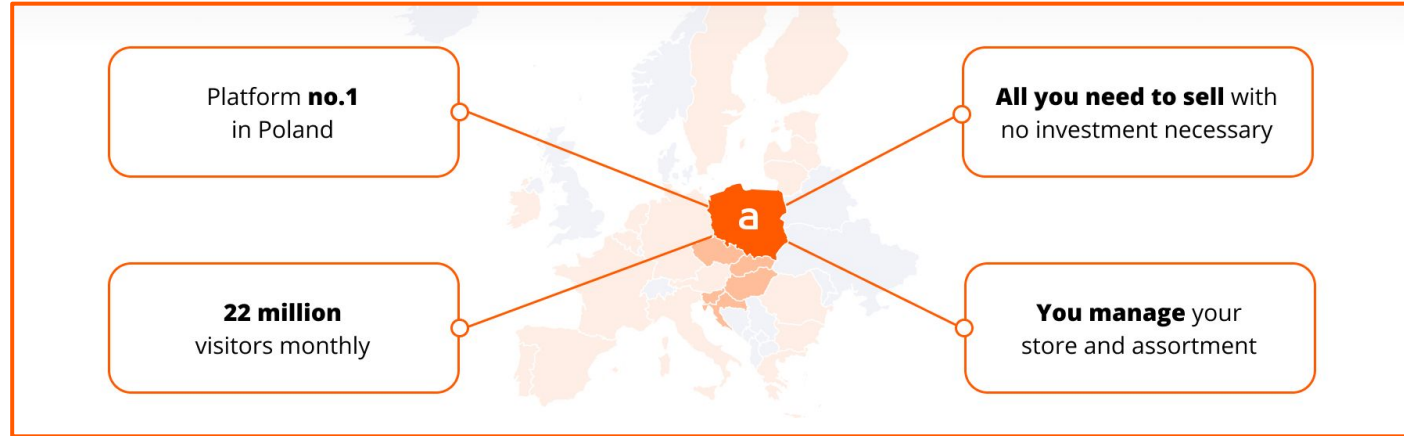 Platform no.1
in Poland
All you need to sell with
no investment necessary
a
22 million
visitors monthly
You manage your
store and assortment